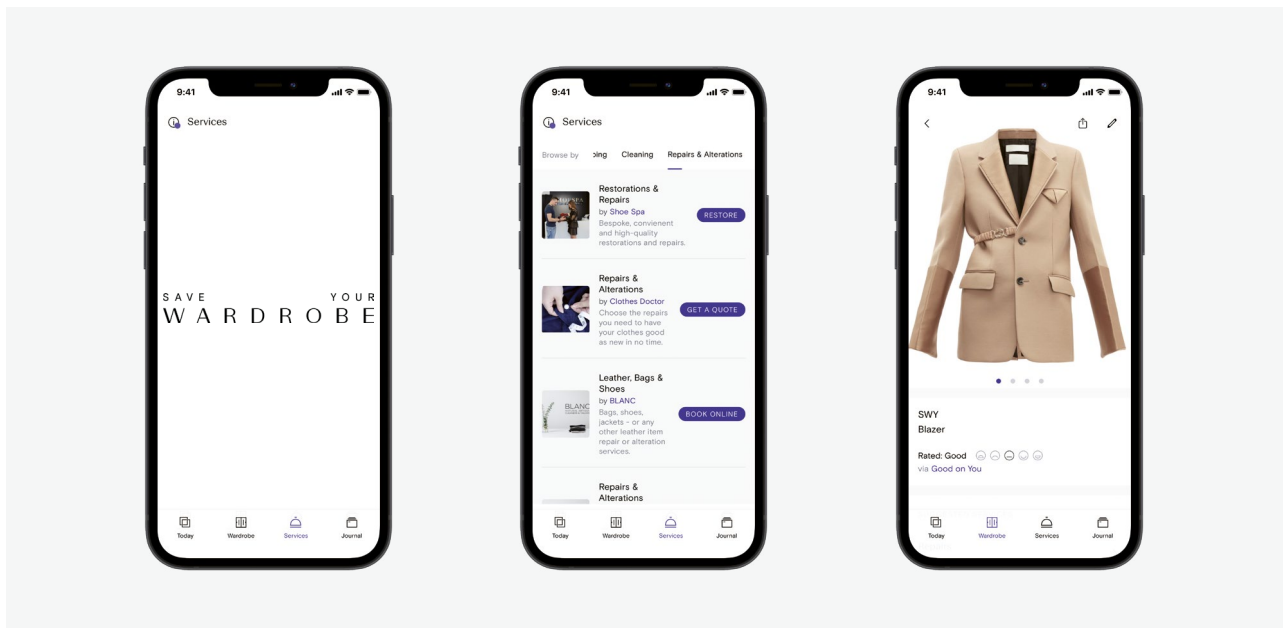 9:41
Services
SAVE YOUR
WARDROBE
Today Wardrobe Services Journal
9:41
Services
Browse by ping Cleaning Repairs & Alterations
Restorations &
Repairs
by Shoe Spa
Bespoke, convienent
and high-quality
restorations and repairs.
RESTORE
Repairs &
Alterations
by Clothes Doctor
Choose the repairs
you need to have
your clothes good
as new in no time.
GET A QUOTE
BLANC
Leather, Bags &
Shoes
by BLANC
Bags, shoes,
jackets - or any
other leather item
repair or alteration
services.
BOOK ONLINE
Repairs &
Alterations
Today Wardrobe Services Journal
9:41
SWY
Blazer
Rated: Good
via Good on You
Today Wardrobe Services Journal